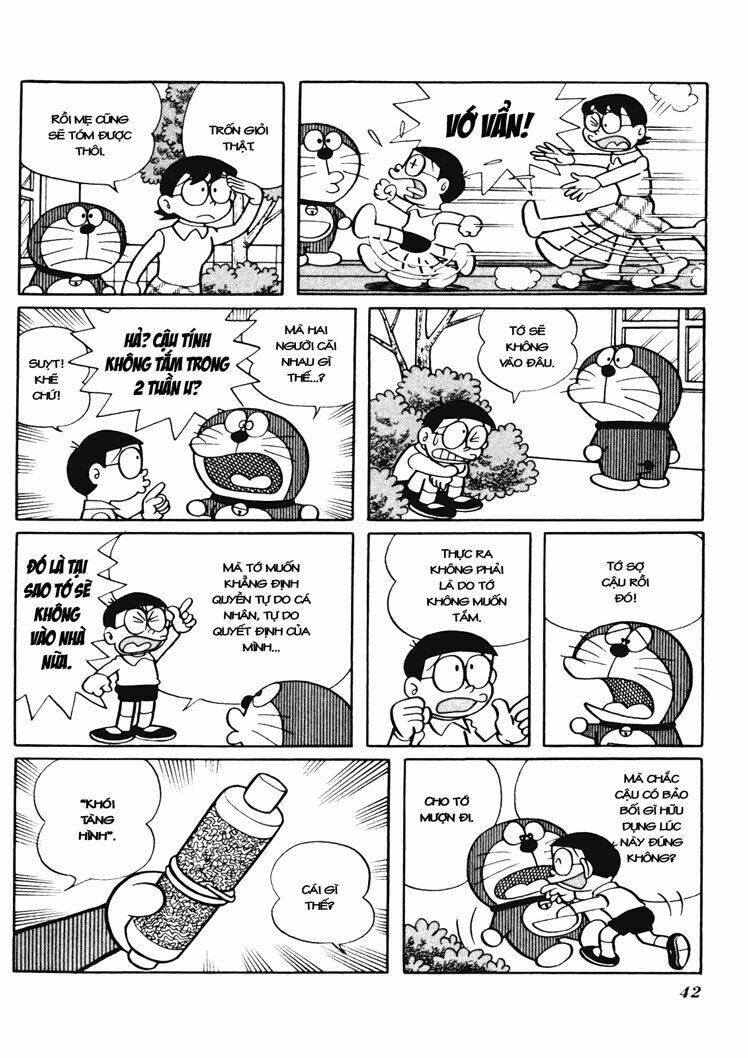 VỚ VẨN!
TRỐN GIỎI
THẬT.
RỒI MẸ CŨNG
SẼ TÓM ĐƯỢC
THÔI.
TỚ SẼ
KHÔNG
VÀO ĐÂU.
MÀ HAI
NGƯỜI CÃI
NHAU GÌ
THẾ...?
HẢ? CẬU TÍNH
KHÔNG TẮM TRONG
2 TUẦN Ư?
SUỴT!
KHẼ
CHỨ!
TỚ SỢ
CẬU RỒI
ĐÓ!
THỰC RA
KHÔNG PHẢI
LÀ DO TỚ
KHÔNG MUỐN
TẮM.
MÀ TỚ MUỐN
KHẲNG ĐỊNH
QUYỀN TỰ DO CÁ
NHÂN, TỰ DO
QUYẾT ĐỊNH CỦA
MÌNH...
ĐÓ LÀ TẠI
SAO TỚ SẼ
KHÔNG
VÀO NHÀ
NỮA.
MÀ CHẮC
CẬU CÓ BẢO
BỐI GÌ HỮU
DỤNG LÚC
NÀY ĐÚNG
KHÔNG?
CHO TỚ
MƯỢN ĐI.
CÁI GÌ
THẾ?
"KHÓI
TÀNG
HÌNH".
42